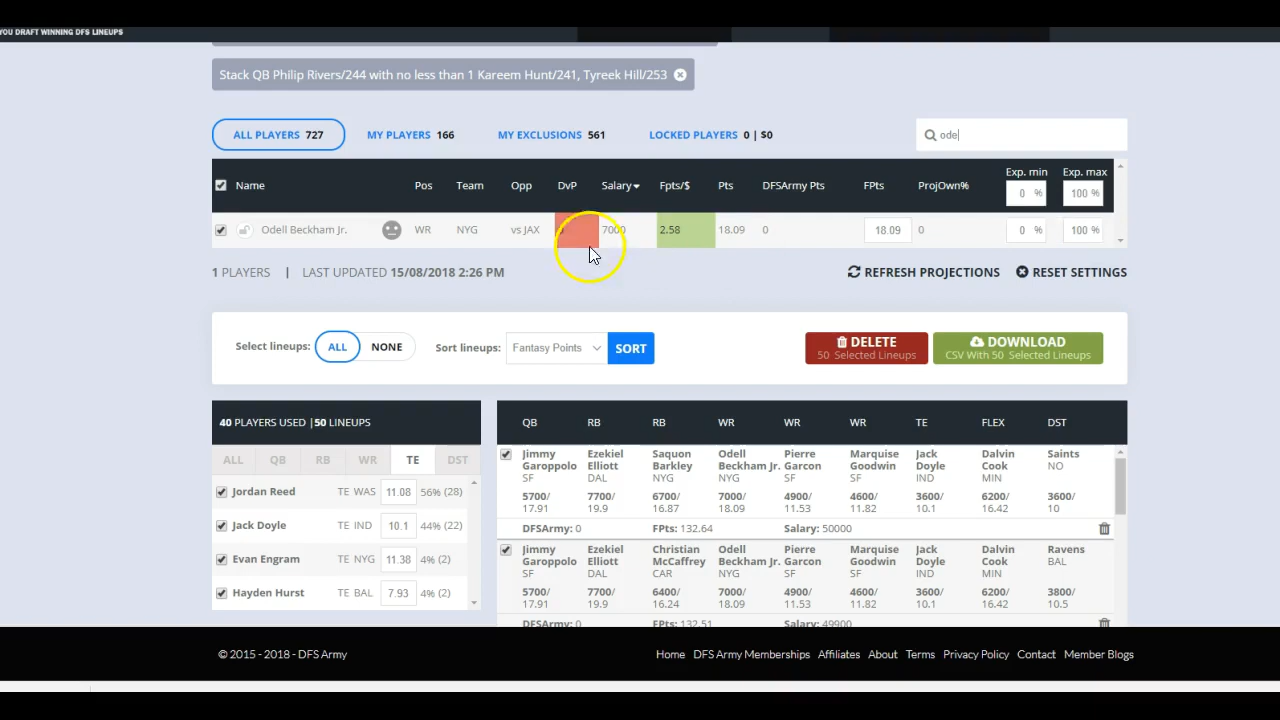 YOU DRAFT WINNING DFS LINEUPS
Stack QB Philip Rivers/244 with no less than 1 Kareem Hunt/241, Tyreek Hill/253
ALL PLAYERS 727 MY PLAYERS 166 MY EXCLUSIONS 561 LOCKED PLAYERS 0 | $0 ode
Name Pos Team Opp DvP Salary Fpts/$ Pts DFSArmy Pts FPts ProjOwn% Exp. min Exp. max
0 % 100 %
Odell Beckham Jr. WR NYG vs JAX 7000 2.58 18.09 0 18.09 0 0 % 100 %
1 PLAYERS | LAST UPDATED 15/08/2018 2:26 PM REFRESH PROJECTIONS RESET SETTINGS
Select lineups: ALL NONE Sort lineups: Fantasy Points SORT DELETE DOWNLOAD
50 Selected Lineups CSV With 50 Selected Lineups
40 PLAYERS USED |50 LINEUPS
ALL QB RB WR TE DST
Jordan Reed TE WAS 11.08 56% (28)
Jack Doyle TE IND 10.1 44% (22)
Evan Engram TE NYG 11.38 4% (2)
Hayden Hurst TE BAL 7.93 4% (2)
QB RB RB WR WR WR TE FLEX DST
Jimmy Ezekiel Saquon Odell Pierre Marquise Jack Dalvin Saints
Garoppolo Elliott Barkley Beckham Jr. Garcon Goodwin Doyle Cook NO
SF DAL NYG NYG SF SF IND MIN
5700/ 7700/ 6700/ 7000/ 4900/ 4600/ 3600/ 6200/ 3600/
17.91 19.9 16.87 18.09 11.53 11.82 10.1 16.42 10
DFSArmy: 0 FPts: 132.64 Salary: 50000
Jimmy Ezekiel Christian Odell Pierre Marquise Jack Dalvin Ravens
Garoppolo Elliott McCaffrey Beckham Jr. Garcon Goodwin Doyle Cook BAL
SF DAL CAR NYG SF SF IND MIN
5700/ 7700/ 6400/ 7000/ 4900/ 4600/ 3600/ 6200/ 3800/
17.91 19.9 16.24 18.09 11.53 11.82 10.1 16.42 10.5
DFSArmy: 0 FPts: 132.51 Salary: 49900
© 2015 - 2018 - DFS Army Home DFS Army Memberships Affiliates About Terms Privacy Policy Contact Member Blogs